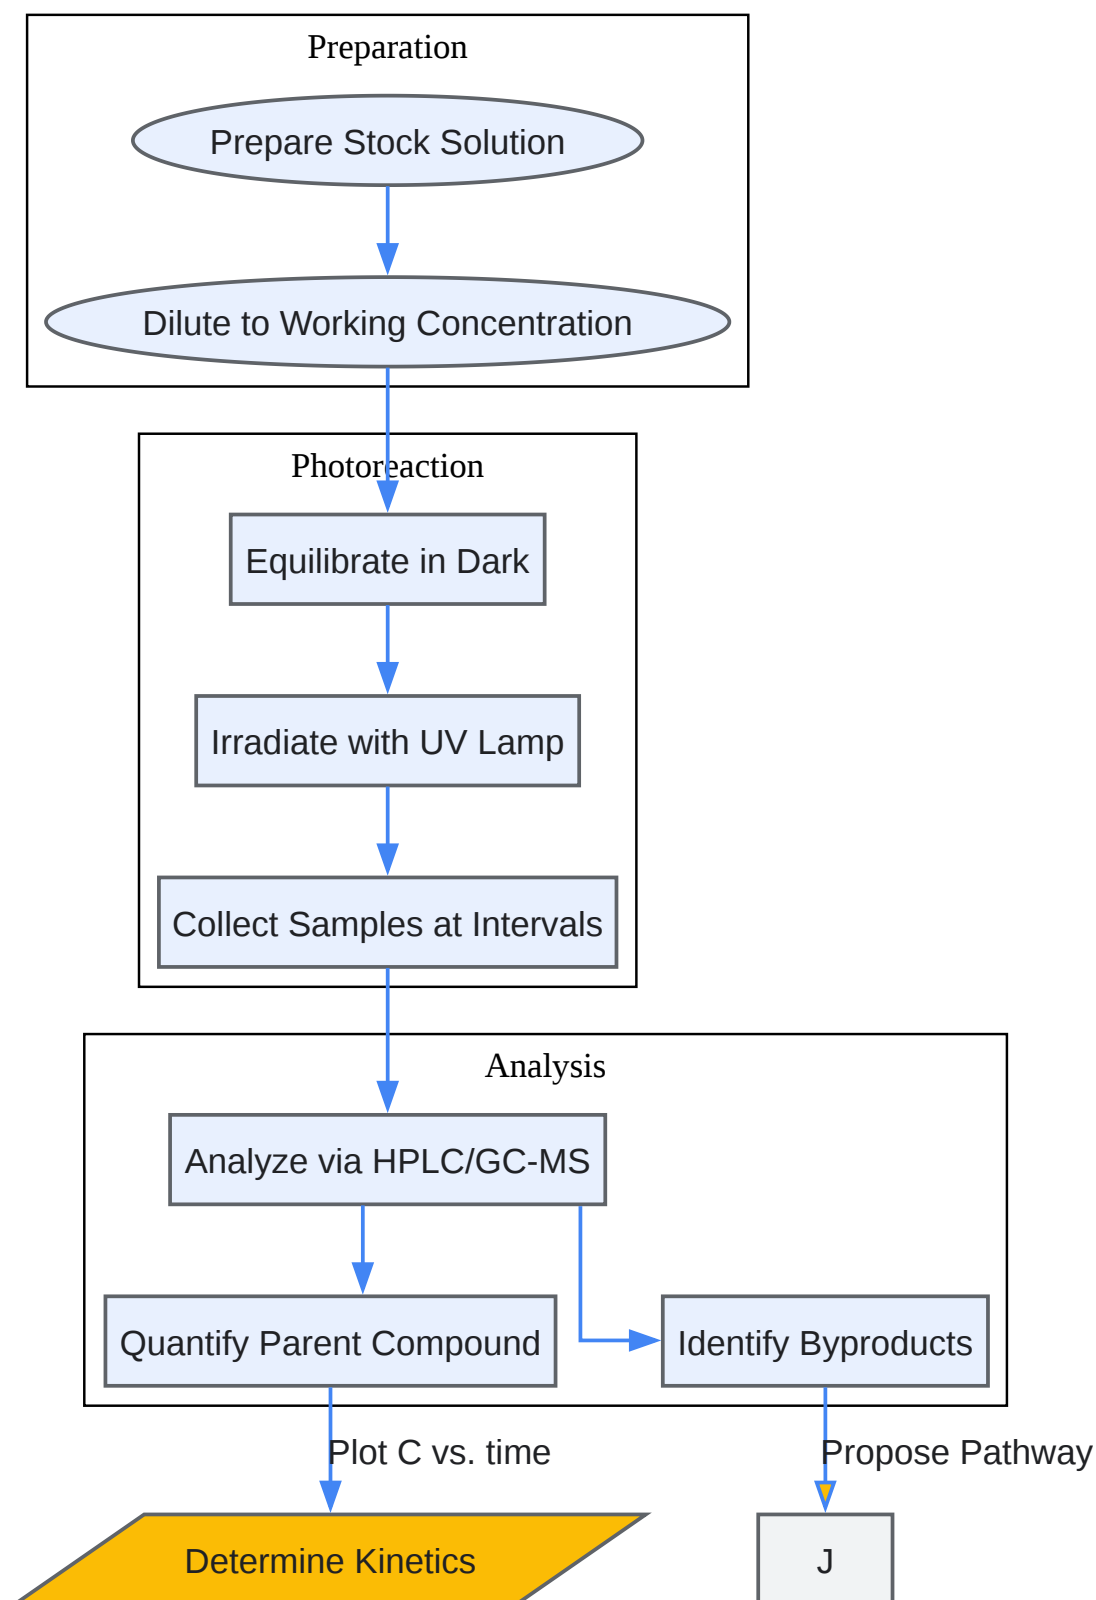 Preparation
Prepare Stock Solution
Dilute to Working Concentration
Photoreaction
Equilibrate in Dark
Irradiate with UV Lamp
Collect Samples at Intervals
Analysis
Analyze via HPLC/GC-MS
Quantify Parent Compound
Identify Byproducts
Plot C vs. time
Propose Pathway
Determine Kinetics
J